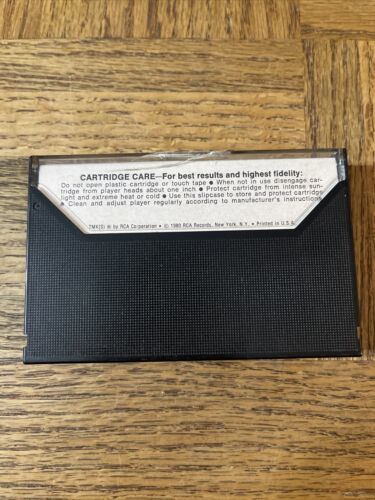 CARTRIDGE CARE—For best results and highest fidelity:
Do not open plastic cartridge or touch tape • When not in use disengage car-
tridge from player heads about one inch • Protect cartridge from intense sun-
light and extreme heat or cold • Use this slipcase to store and protect cartridge
• Clean and adjust player regularly according to manufacturer's instructions
TMK(S) ® by RCA Corporation • © 1980 RCA Records, New York, N.Y. • Printed in U.S.A.